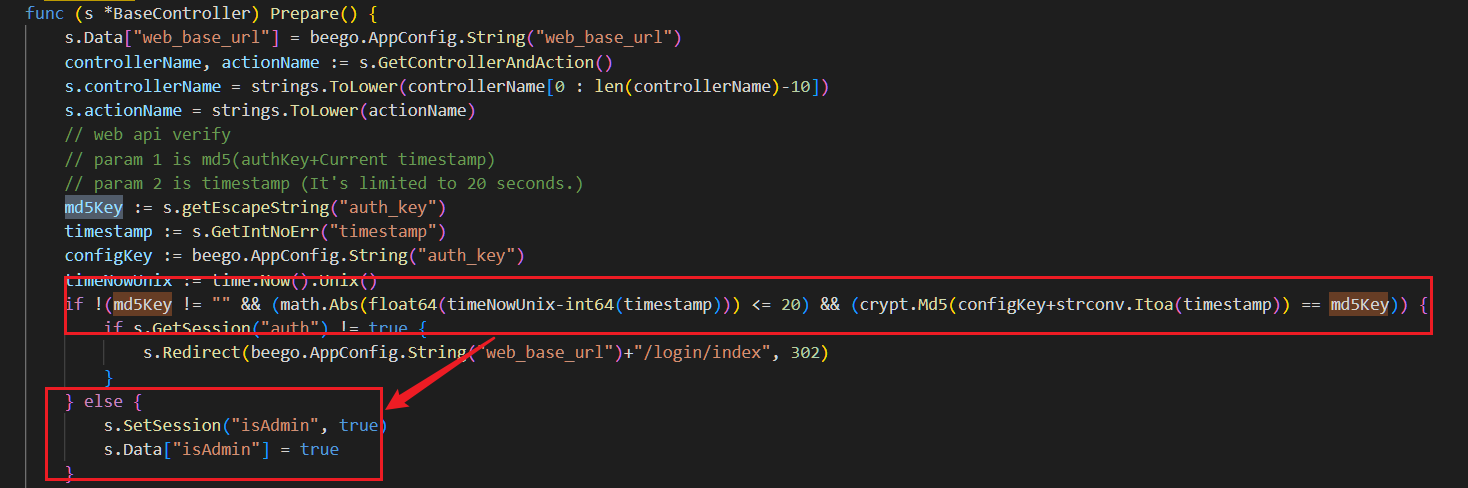 func (s *BaseController) Prepare() {
s.Data["web_base_url"] = beego.AppConfig.String("web_base_url")
controllerName, actionName := s.GetControllerAndAction()
s.controllerName = strings.ToLower(controllerName[0 : len(controllerName)-10])
s.actionName = strings.ToLower(actionName)
// web api verify
// param 1 is md5(authKey+Current timestamp)
// param 2 is timestamp (It's limited to 20 seconds.)
md5Key := s.getEscapeString("auth_key")
timestamp := s.GetIntNoErr("timestamp")
configKey := beego.AppConfig.String("auth_key")
timeNowUnix := time.Now().Unix()
if !(md5Key != "" && (math.Abs(float64(timeNowUnix-int64(timestamp))) <= 20) && (crypt.Md5(configKey+strconv.Itoa(timestamp)) == md5Key)) {
if s.GetSession("auth") != true {
s.Redirect(beego.AppConfig.String("web_base_url")+"/login/index", 302)
}
} else {
s.SetSession("isAdmin", true)
s.Data["isAdmin"] = true
}